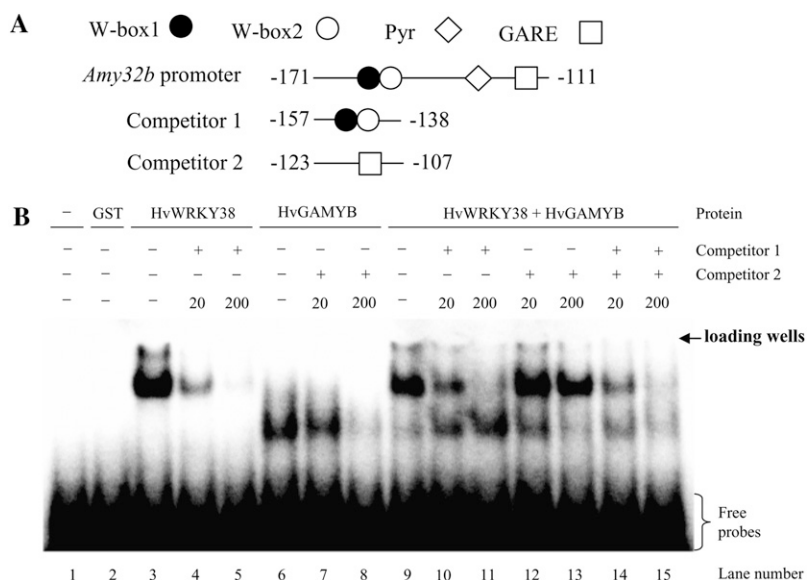 A
W-box1 W-box2 Pyr GARE
Amy32b promoter -171 -111
Competitor 1 -157 -138
Competitor 2 -123 -107
B
– GST HvWRKY38 HvGAMYB HvWRKY38 + HvGAMYB Protein
– – – + + – – – – + + – – + + Competitor 1
– – – – – – + + – – – + + + + Competitor 2
– – – 20 200 – 20 200 – 20 200 20 200 20 200
loading wells
Free
probes
1 2 3 4 5 6 7 8 9 10 11 12 13 14 15 Lane number